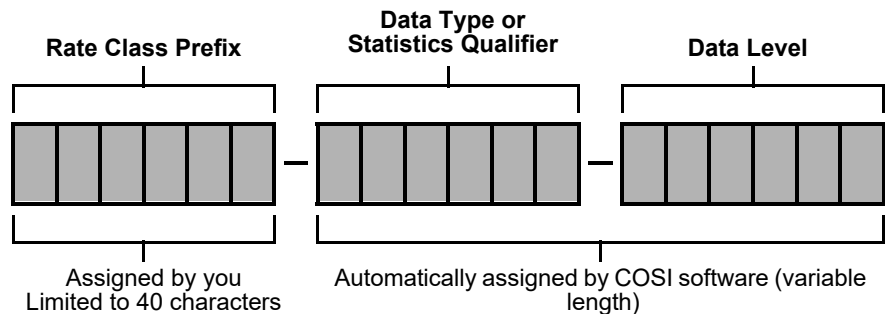 Rate Class Prefix
Data Type or
Statistics Qualifier
Data Level
Assigned by you
Limited to 40 characters
Automatically assigned by COSI software (variable
length)